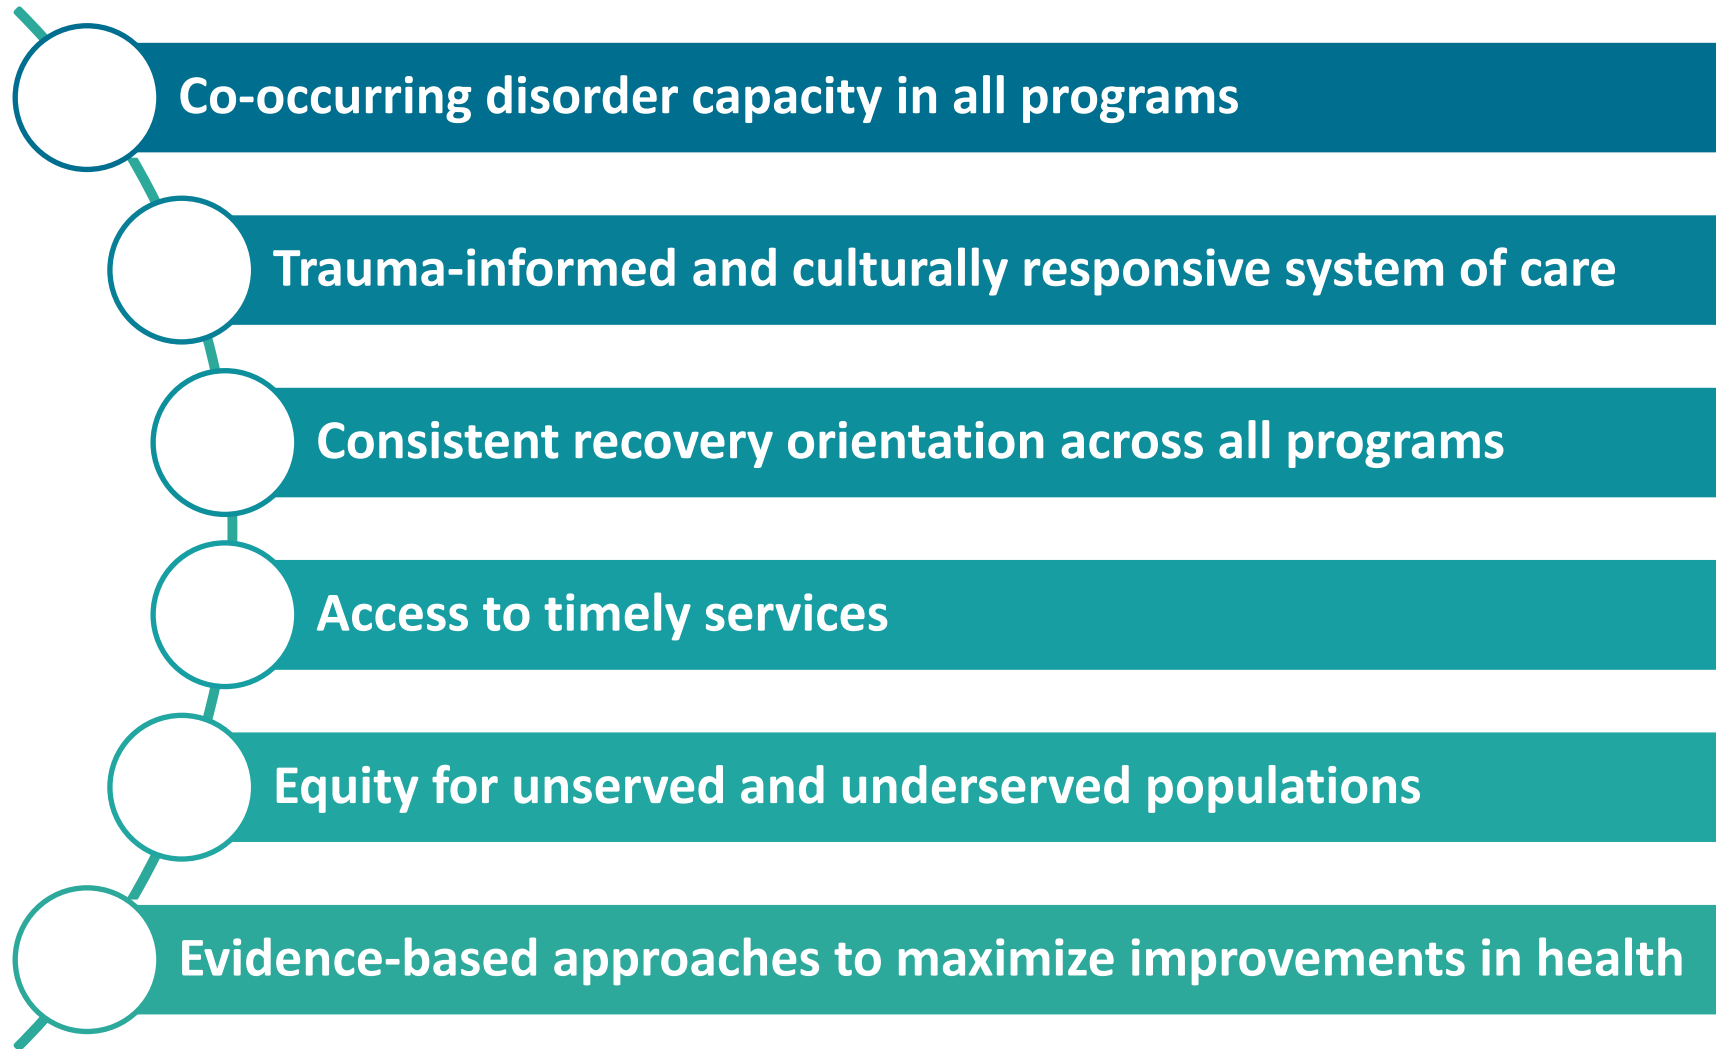 Co-occurring disorder capacity in all programs
Trauma-informed and culturally responsive system of care
Consistent recovery orientation across all programs
Access to timely services
Equity for unserved and underserved populations
Evidence-based approaches to maximize improvements in health